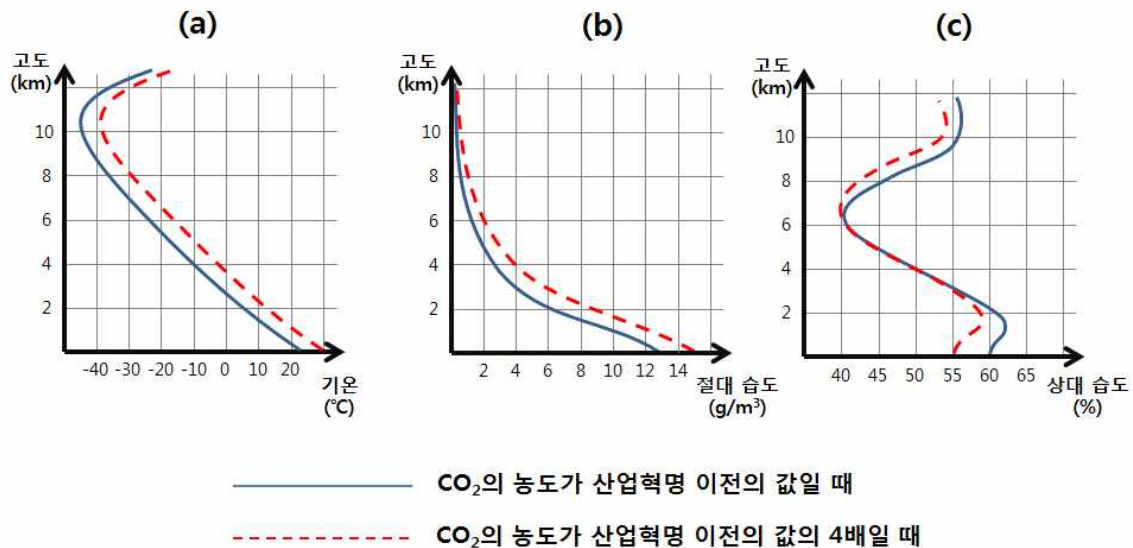 (a)
(b)
(c)
고도
(km)
10
8
6
4
2
-40 -30 -20 -10 0 10 20
기온
(℃)
고도
(km)
10
8
6
4
2
2 4 6 8 10 12 14
절대 습도
(g/m³)
고도
(km)
10
8
6
4
2
40 45 50 55 60 65
상대 습도
(%)
CO₂의 농도가 산업혁명 이전의 값일 때
CO₂의 농도가 산업혁명 이전의 값의 4배일 때